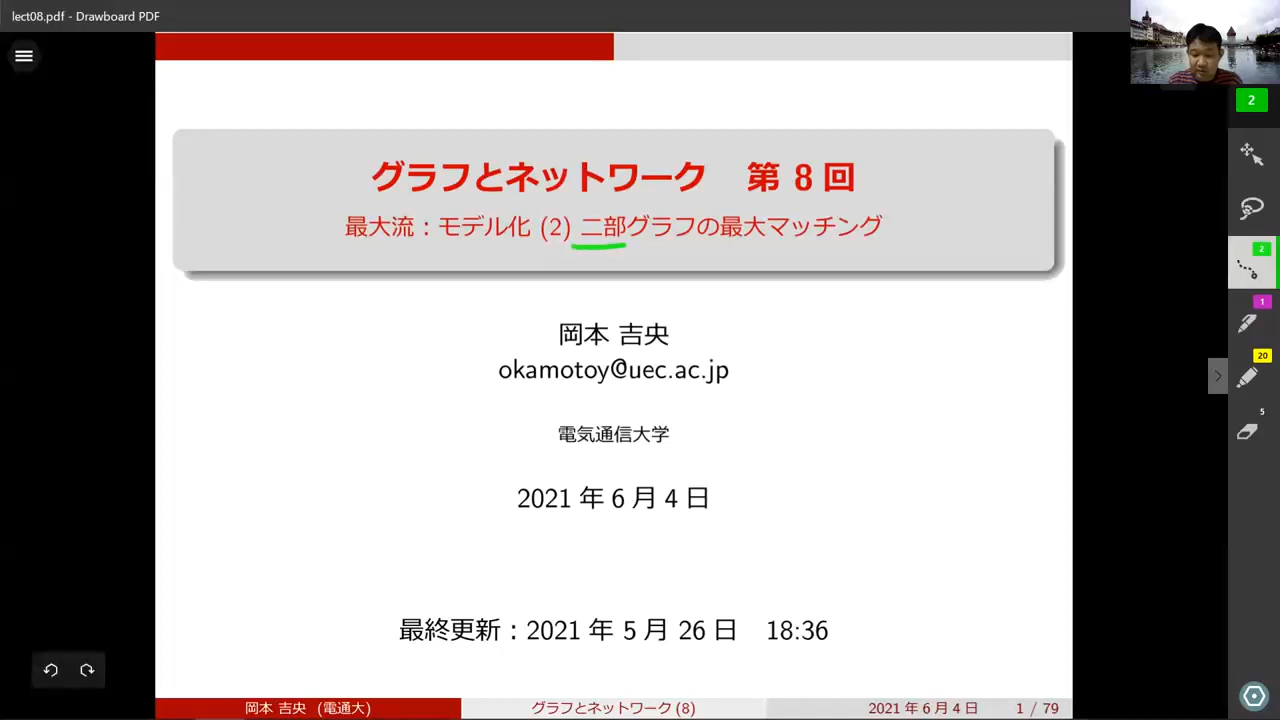 lect08.pdf - Drawboard PDF
グラフとネットワーク 第 8 回
最大流：モデル化 (2) 二部グラフの最大マッチング
岡本 吉央
okamotoy@uec.ac.jp
電気通信大学
2021 年 6 月 4 日
最終更新：2021 年 5 月 26 日 18:36
岡本 吉央 (電通大)
グラフとネットワーク (8)
2021 年 6 月 4 日 1 / 79
2
2
1
20
5